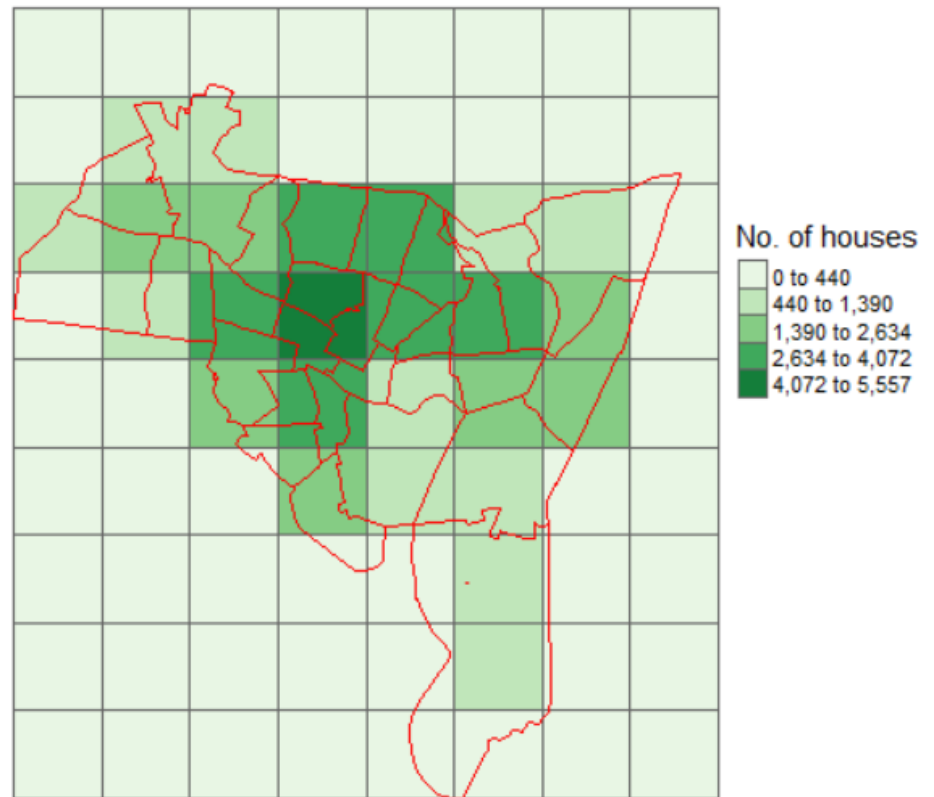 No. of houses
0 to 440
440 to 1,390
1,390 to 2,634
2,634 to 4,072
4,072 to 5,557